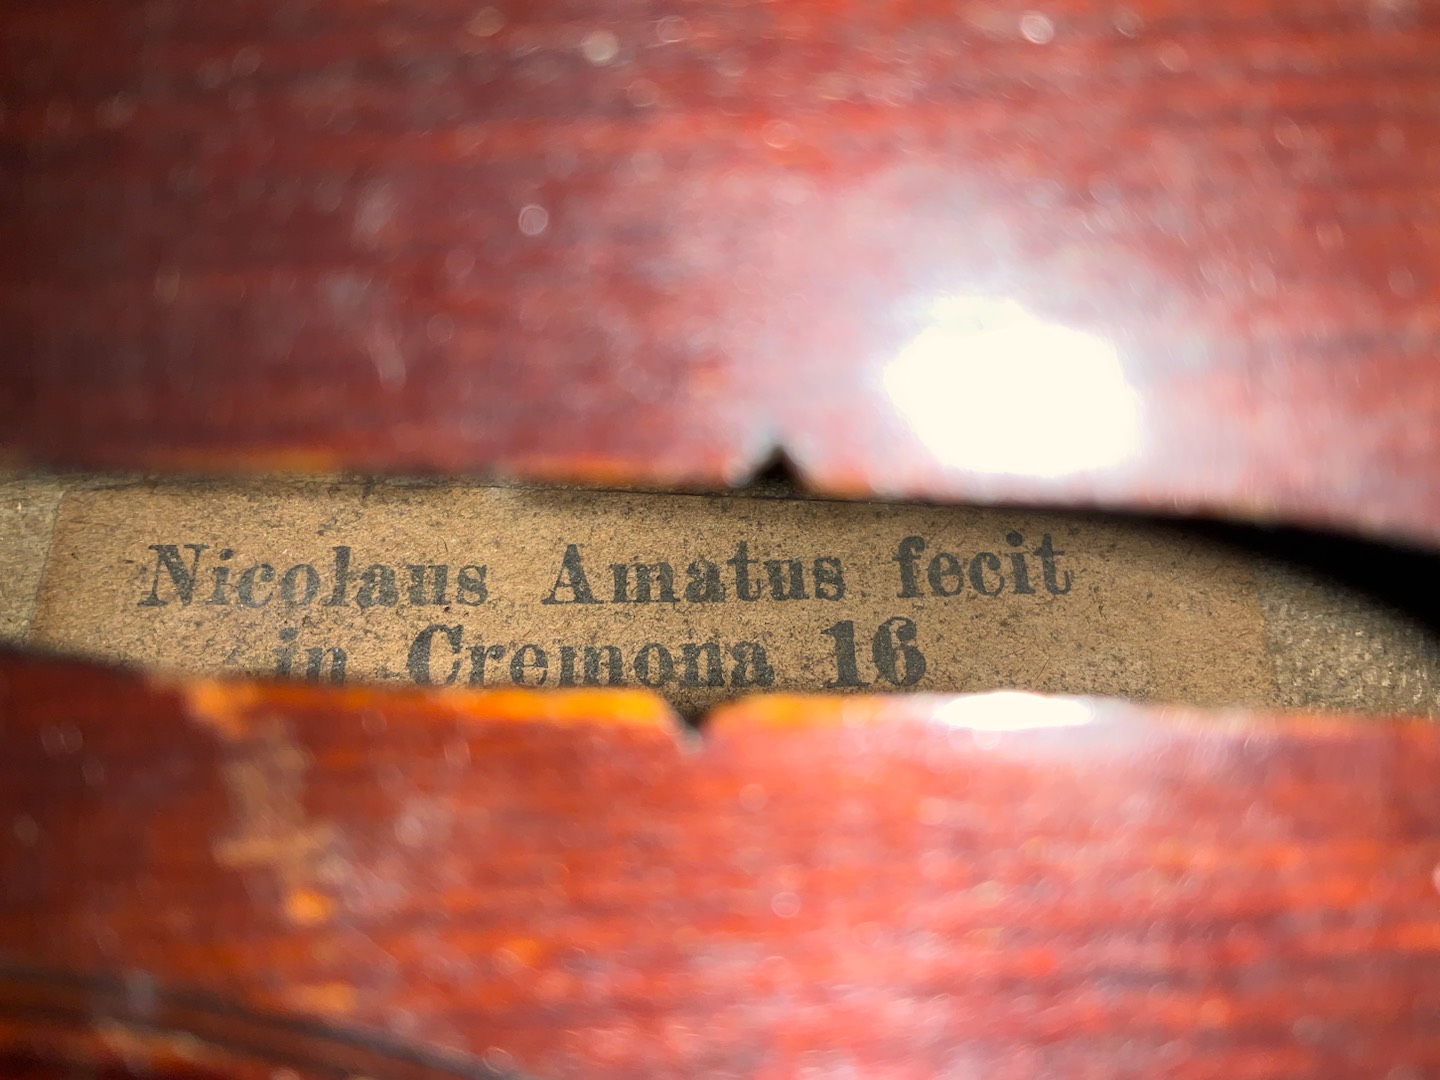 Nicolaus Amatus fecit
in Cremona 16